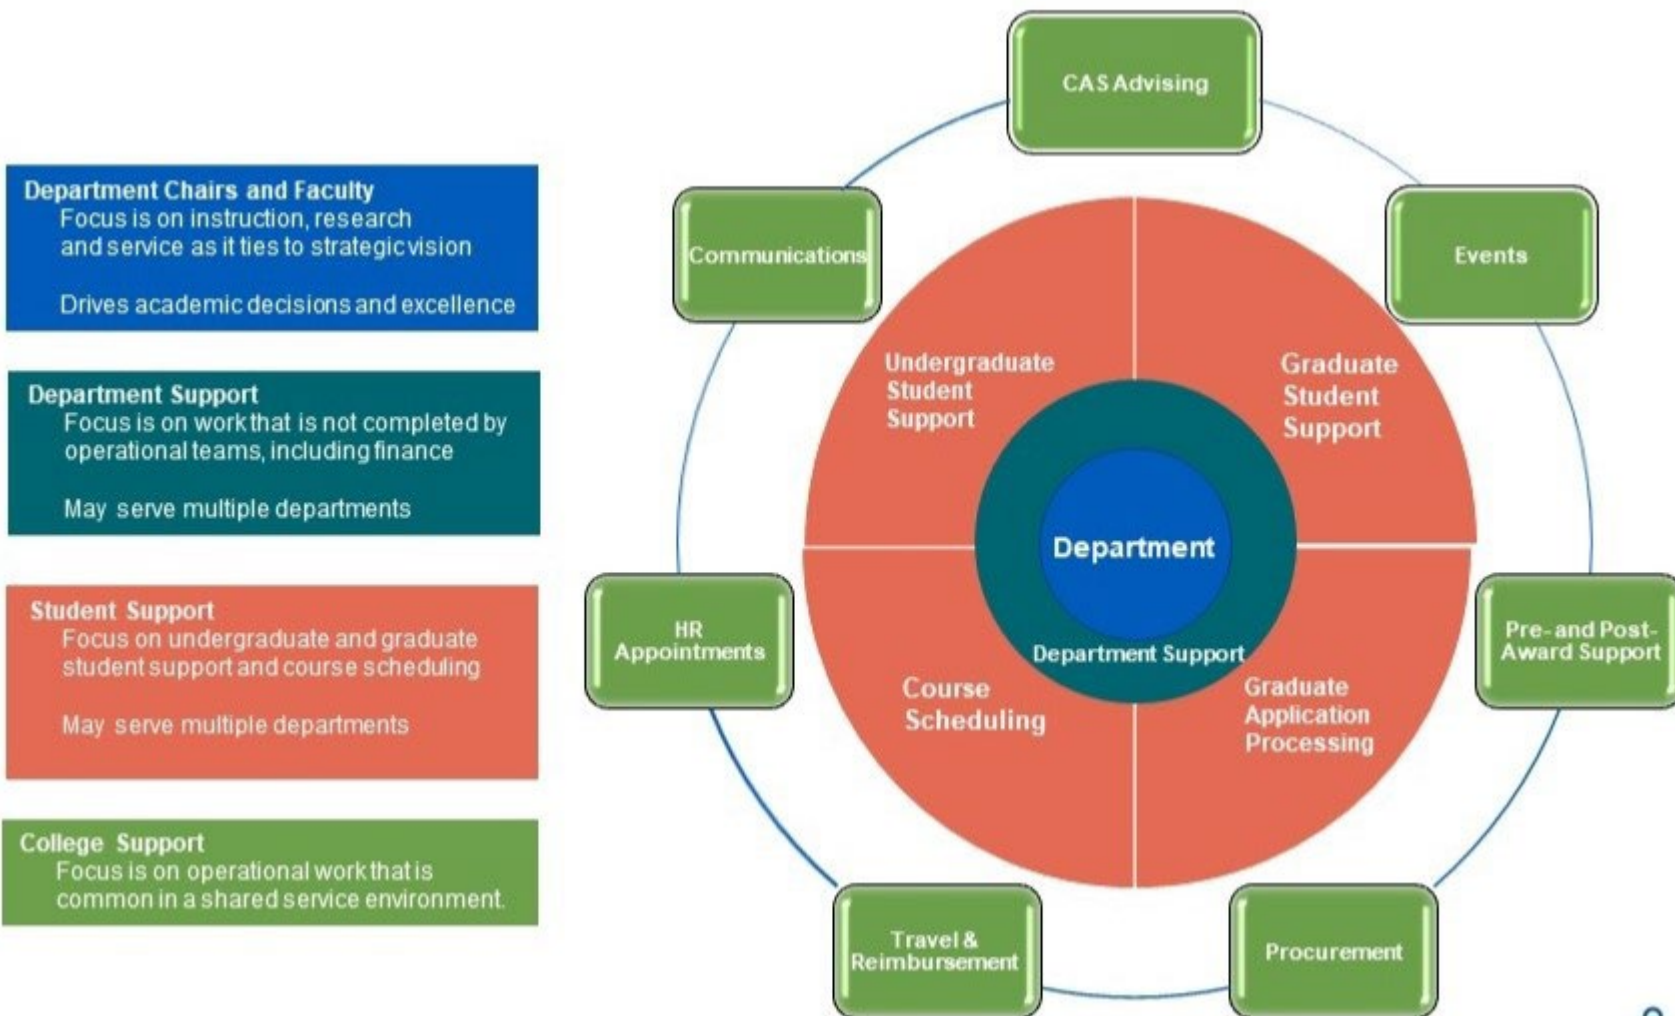 Department Chairs and Faculty
Focus is on instruction, research
and service as it ties to strategic vision
Drives academic decisions and excellence
Department Support
Focus is on work that is not completed by
operational teams, including finance
May serve multiple departments
Student Support
Focus on undergraduate and graduate
student support and course scheduling
May serve multiple departments
College Support
Focus is on operational work that is
common in a shared service environment.
CAS Advising
Communications
Events
Undergraduate
Student
Support
Graduate
Student
Support
Department
Department Support
HR
Appointments
Pre- and Post-
Award Support
Course
Scheduling
Graduate
Application
Processing
Travel &
Reimbursement
Procurement